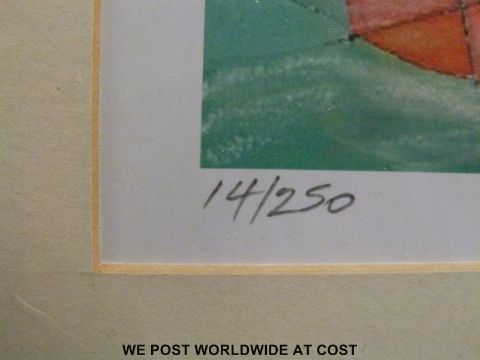 14/250
WE POST WORLDWIDE AT COST